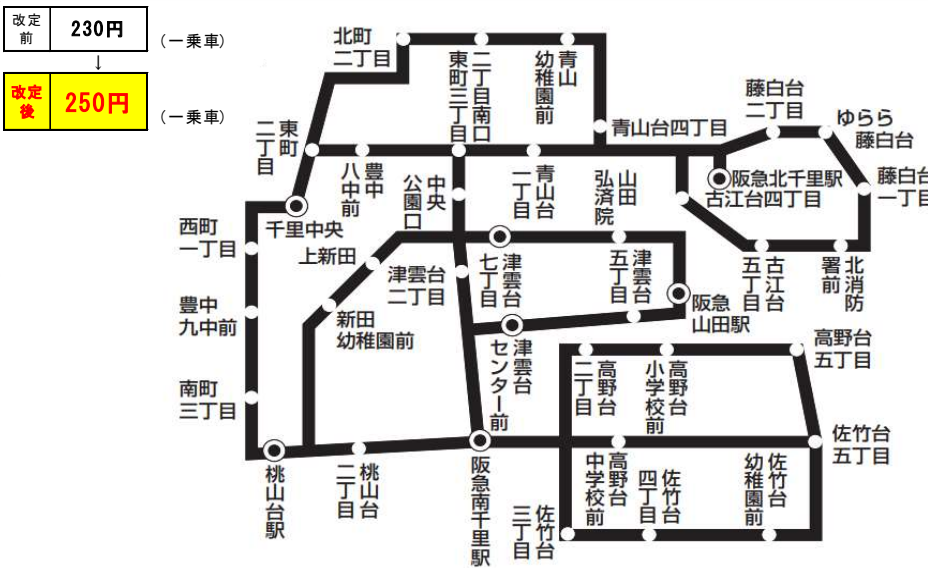 改定
前
230円
(一乗車)
↓
改定
後
250円
(一乗車)
北町
二丁目
東町三丁目
二丁目南口
青山
幼稚園前
青山台四丁目
藤白台
二丁目
ゆらら
藤白台
藤白台
一丁目
東町
二丁目
豊中
八中前
中央
公園口
青山台
一丁目
山田
弘済院
阪急北千里駅
古江台四丁目
古江台
五丁目
北消防
署前
千里中央
西町
一丁目
上新田
津雲台
二丁目
津雲台
七丁目
津雲台
五丁目
阪急
山田駅
豊中
九中前
新田
幼稚園前
津雲台
センター前
南町
三丁目
高野台
二丁目
高野台
小学校前
高野台
五丁目
佐竹台
五丁目
桃山台駅
桃山台
二丁目
阪急南千里駅
高野台
中学校前
佐竹台
四丁目
佐竹台
幼稚園前
佐竹台
三丁目